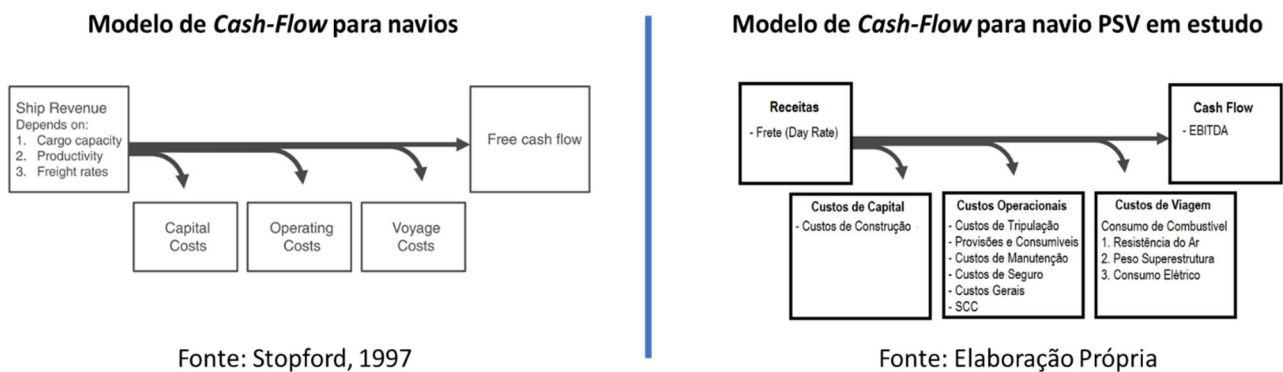 Modelo de Cash-Flow para navios
Ship Revenue
Depends on:
1. Cargo capacity
2. Productivity
3. Freight rates
Free cash flow
Capital
Costs
Operating
Costs
Voyage
Costs
Fonte: Stopford, 1997
Modelo de Cash-Flow para navio PSV em estudo
Receitas
- Frete (Day Rate)
Cash Flow
- EBITDA
Custos de Capital
- Custos de Construção
Custos Operacionais
- Custos de Tripulação
- Provisões e Consumíveis
- Custos de Manutenção
- Custos de Seguro
- Custos Gerais
- SCC
Custos de Viagem
Consumo de Combustível
1. Resistência do Ar
2. Peso Superestrutura
3. Consumo Elétrico
Fonte: Elaboração Própria